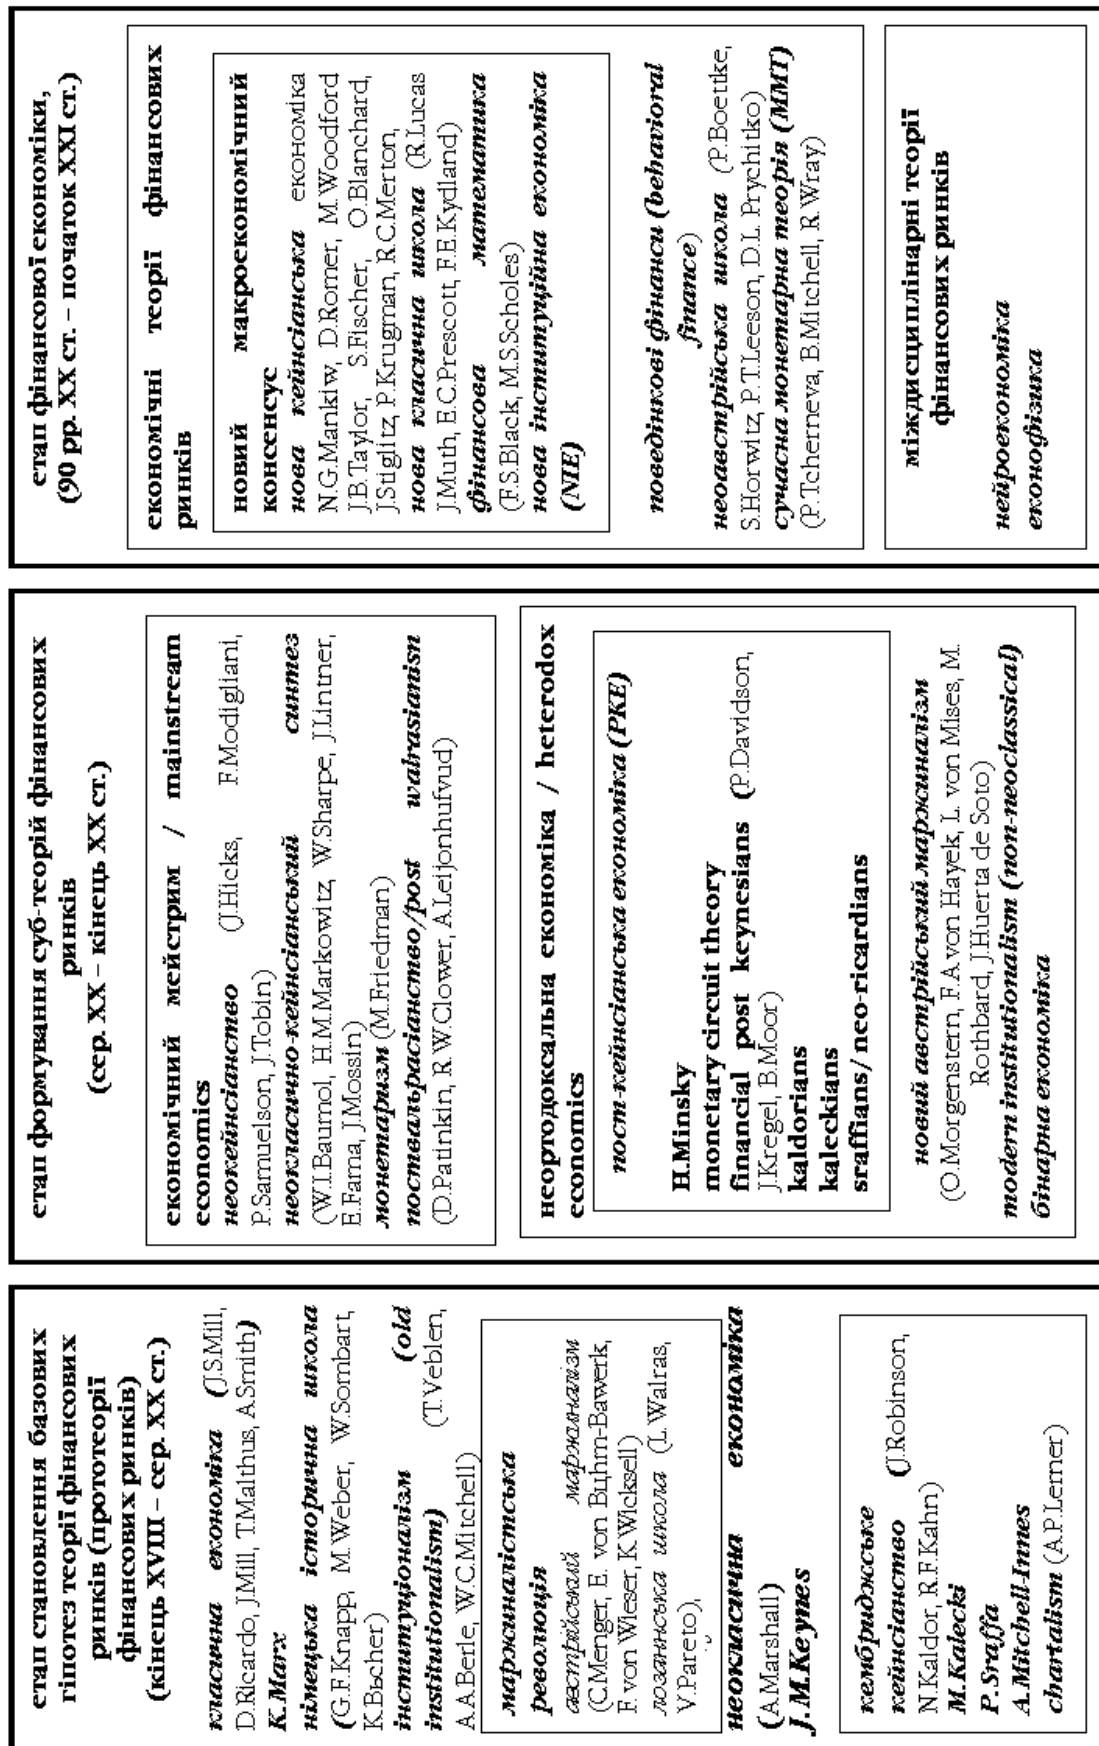 етап становлення базових
гіпотез теорії фінансових
ринків (прототеорії
фінансових ринків)
(кінець XVIII – сер. XX ст.)
класична економіка (J.S.Mill,
D.Ricardo, J.Mill, T.Malthus, A.Smith)
K.Marx
німецька історична школа
(G.F.Knapp, M.Weber, W.Sombart,
K.Bьcher)
інституціоналізм (old
institutionalism) (T.Veblen,
A.A.Berle, W.C.Mitchell)
маржиналістська
революція
австрійський маржиналізм
(C.Menger, E. von Buhm-Bawerk,
F. von Wieser, K.Wicksell)
лозаннська школа (L.Walras,
V.Pareto),
неокласична економіка
(A.Marshall)
J.M.Keynes
кембриджське
кейнсіанство (J.Robinson,
N.Kaldor, R.F.Kahn)
M.Kalecki
P.Sraffa
A.Mitchell-Innes
chartalism (A.P.Lerner)
етап формування суб-теорій фінансових
ринків
(сер. XX – кінець XX ст.)
економічний мейстрим / mainstream
economics
неокейнсіанство (J.Hicks, F.Modigliani,
P.Samuelson, J.Tobin)
неокласично-кейнсіанський синтез
(W.J.Baumol, H.M.Markowitz, W.Sharpe, J.Lintner,
E.Fama, J.Mossin)
монетаризм (M.Friedman)
поствальрасіанство/post walrasianisn
(D.Patinkin, R.W.Clower, A.Leijonhufvud)
неортодоксальна економіка / heterodox
economics
пост-кейнсіанська економіка (PKE)
H.Minsky
monetary circuit theory
financial post keynesians (P.Davidson,
J.Kregel, B.Moor)
kaldorians
kaleckians
sraffians/neo-ricardians
новий австрійський маржиналізм
(O.Morgenstern, F.A von Hayek, L. von Mises, M.
Rothbard, J.Huerta de Soto)
modern institutionalism (non-neoclassical)
бінарна економіка
етап фінансової економіки,
(90 рр. XX ст. – початок XXI ст.)
економічні теорії фінансових
ринків
новий макроекономічний
консенсус
нова кейнсіанська економіка
N.G.Mankiw, D.Romer, M.Woodford
J.B.Taylor, S.Fischer, O.Blanchard,
J.Stiglitz, P.Krugman, R.C.Merton,
нова класична школа (R.Lucas
J.Muth, E.C.Prescott, F.E.Kydland)
фінансова математика
(F.S.Black, M.S.Scholes)
нова інституційна економіка
(NIE)
поведінкові фінанси (behavioral
finance)
неоавстрійська школа (P.Boettke,
S.Horwitz, P.T.Leeson, D.L. Prychitko)
сучасна монетарна теорія (MMT)
(P.Tcherneva, B.Mitchell, R.Wray)
міждисциплінарні теорії
фінансових ринків
нейроекономіка
еконофізика